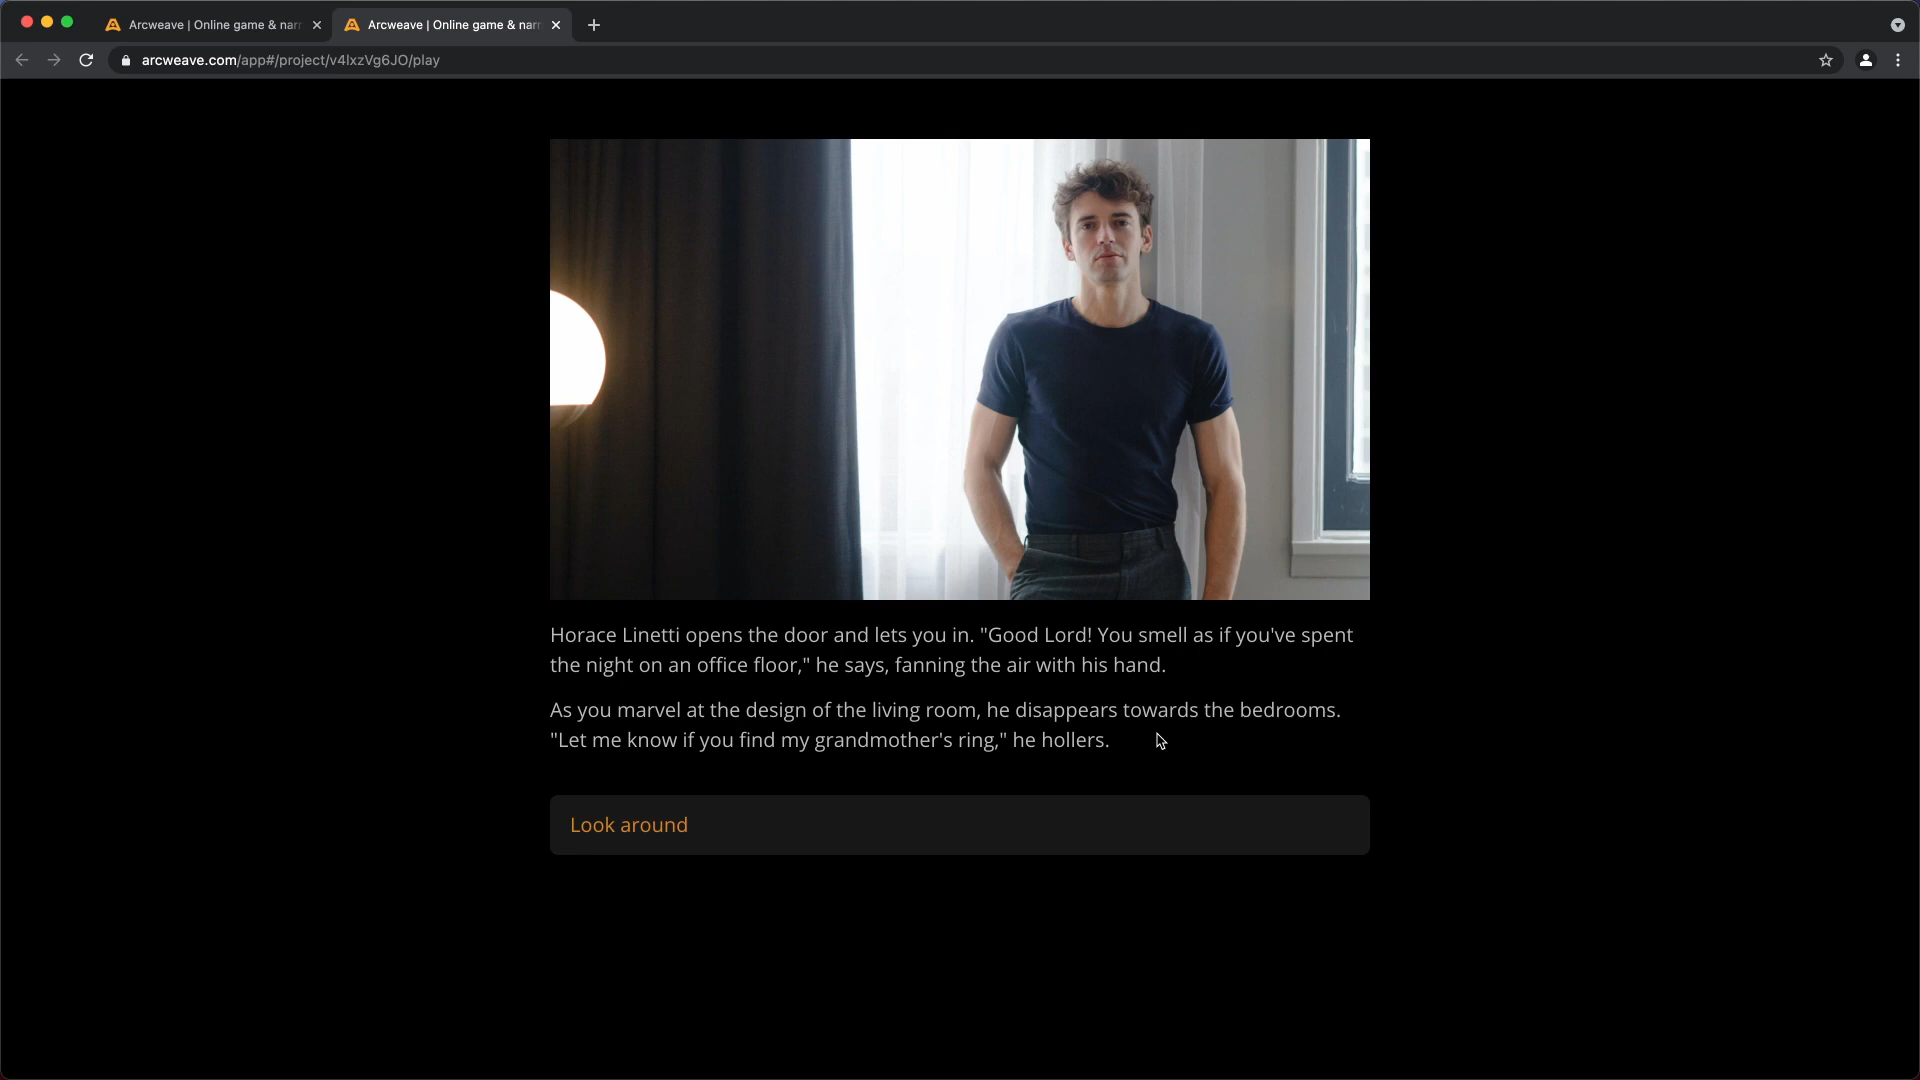 Arcweave | Online game & narr
Arcweave | Online game & narr
arcweave.com/app#/project/v4lxzVg6JO/play
Horace Linetti opens the door and lets you in. "Good Lord! You smell as if you've spent
the night on an office floor," he says, fanning the air with his hand.
As you marvel at the design of the living room, he disappears towards the bedrooms.
"Let me know if you find my grandmother's ring," he hollers.
Look around